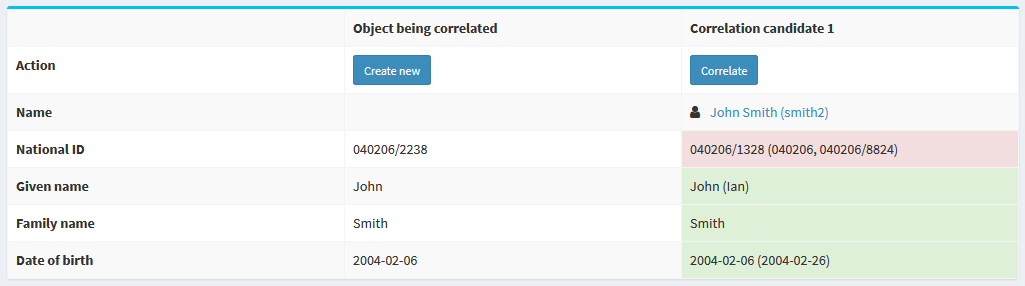 Object being correlated Correlation candidate 1
Action Create new Correlate
Name John Smith (smith2)
National ID 040206/2238 040206/1328 (040206, 040206/8824)
Given name John John (Ian)
Family name Smith Smith
Date of birth 2004-02-06 2004-02-06 (2004-02-26)